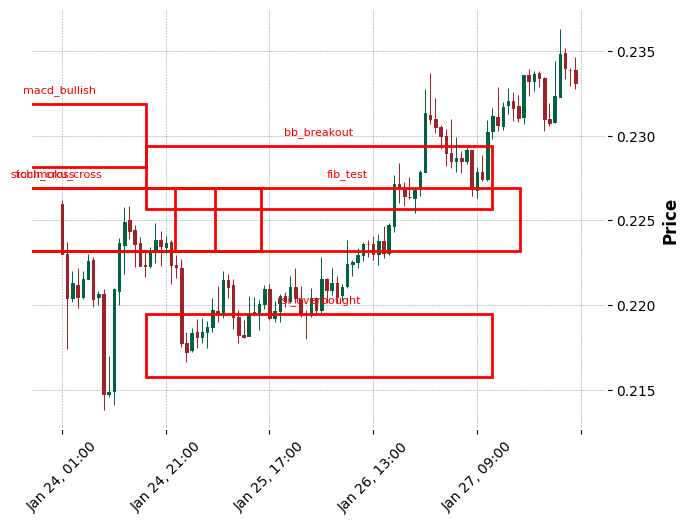 macd_bullish
bb_breakout
fib_test
rsi_overbought
0.235
0.230
0.225
0.220
0.215
Price
Jan 24, 01:00
Jan 24, 21:00
Jan 25, 17:00
Jan 26, 13:00
Jan 27, 09:00